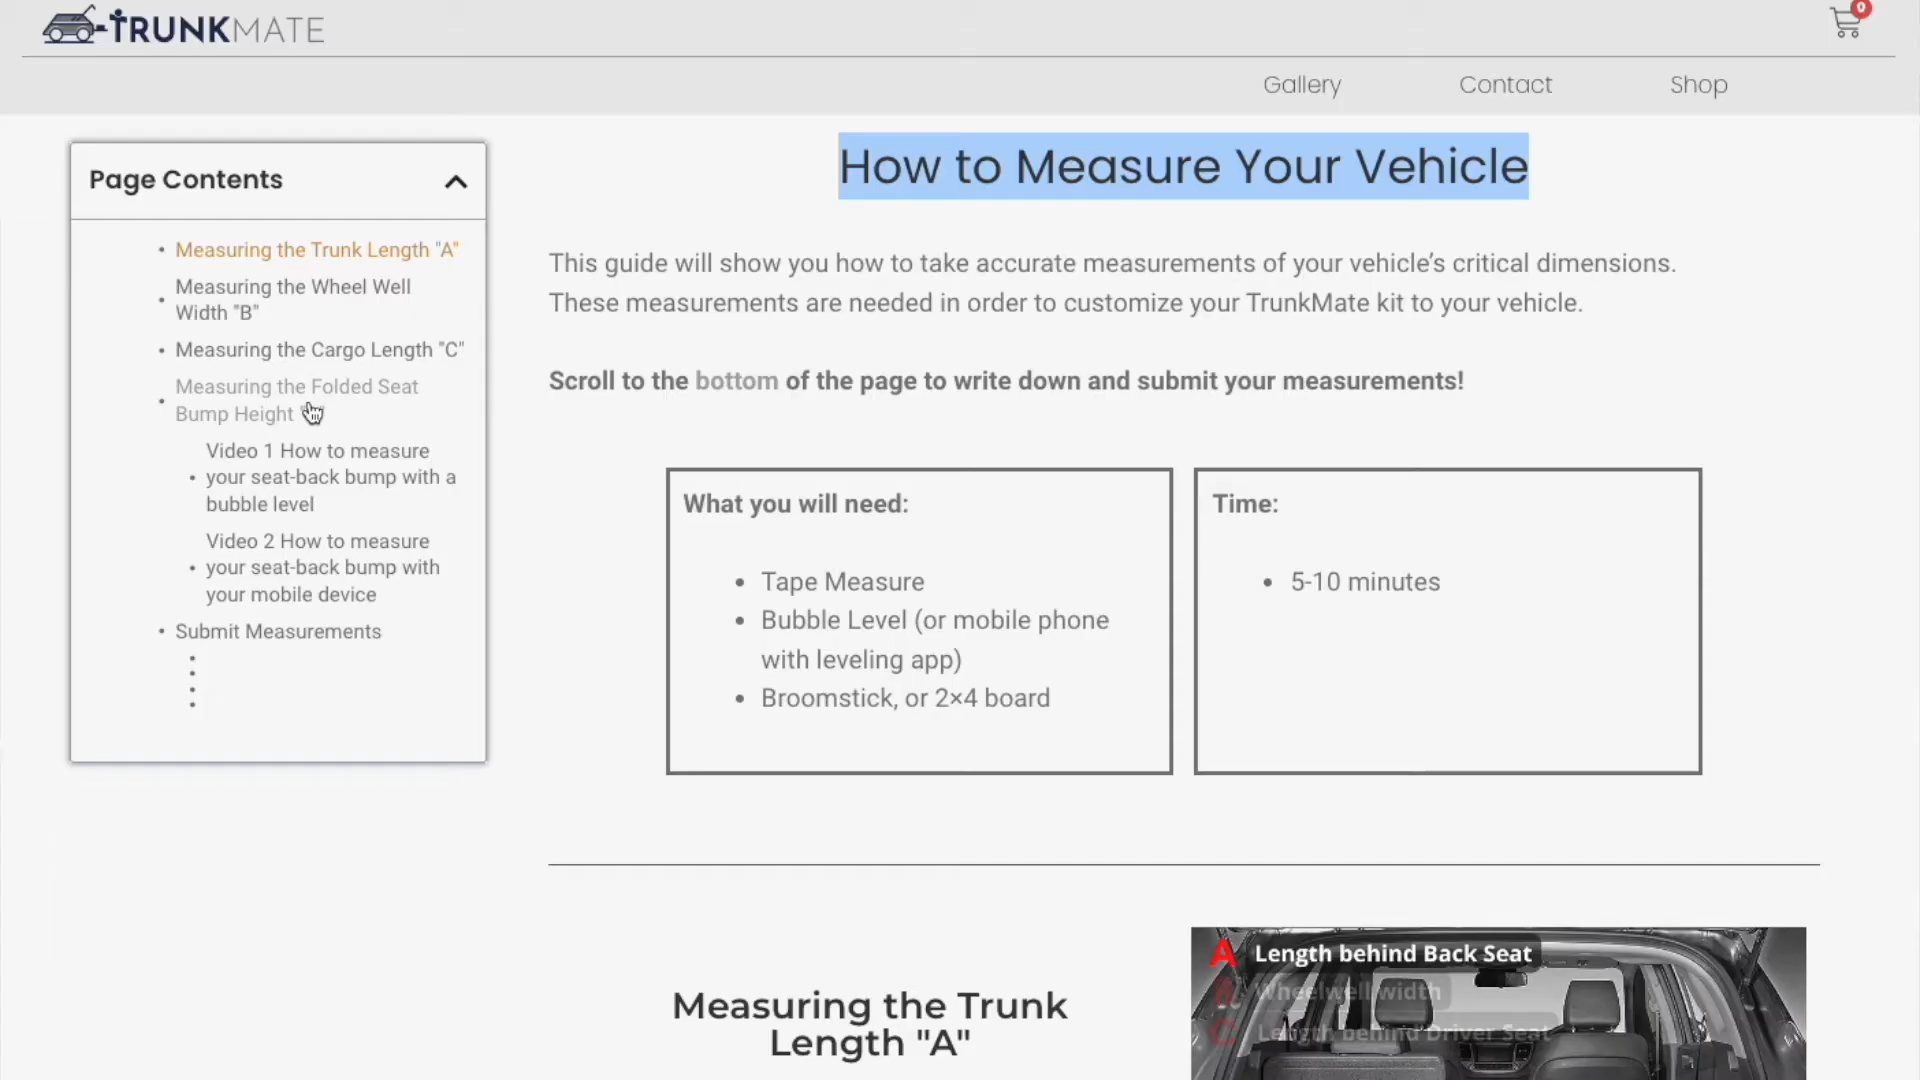 TRUNKMATE
0
Gallery
Contact
Shop
Page Contents
Measuring the Trunk Length "A"
Measuring the Wheel Well
Width "B"
Measuring the Cargo Length "C"
Measuring the Folded Seat
Bump Height
Video 1 How to measure
your seat-back bump with a
bubble level
Video 2 How to measure
your seat-back bump with
your mobile device
Submit Measurements
How to Measure Your Vehicle
This guide will show you how to take accurate measurements of your vehicle’s critical dimensions.
These measurements are needed in order to customize your TrunkMate kit to your vehicle.
Scroll to the bottom of the page to write down and submit your measurements!
What you will need:
• Tape Measure
• Bubble Level (or mobile phone
with leveling app)
• Broomstick, or 2×4 board
Time:
• 5-10 minutes
Measuring the Trunk
Length "A"
A Length behind Back Seat
Wheelwell width
C Length behind Driver Seat